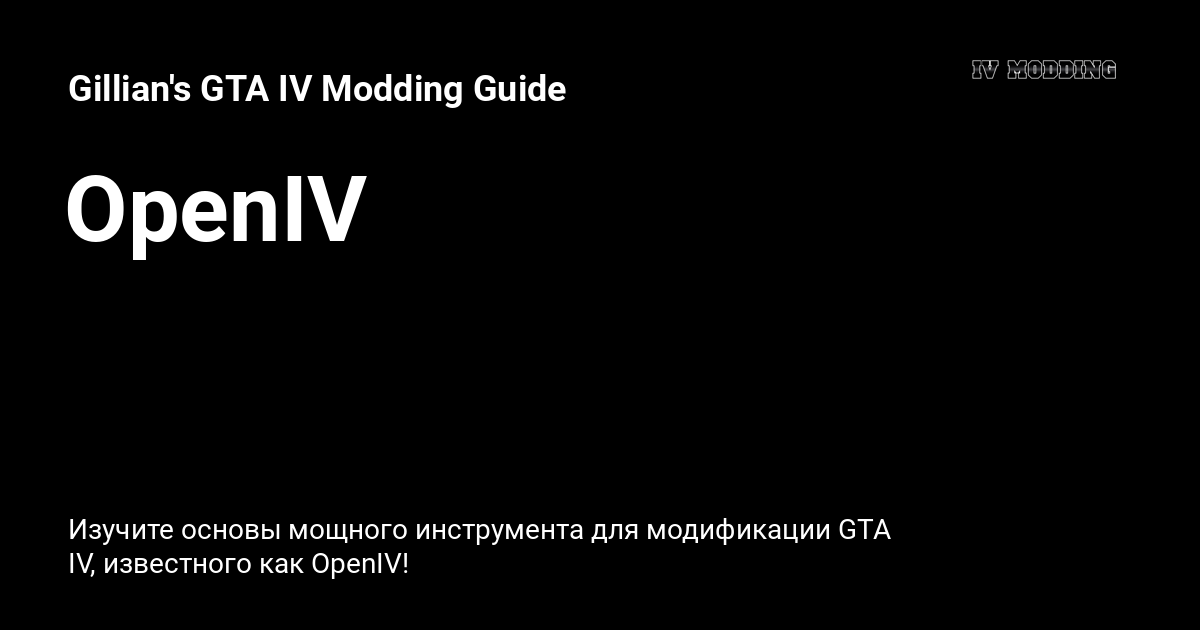 Gillian's GTA IV Modding Guide
IV MODDING
OpenIV
Изучите основы мощного инструмента для модификации GTA
IV, известного как OpenIV!